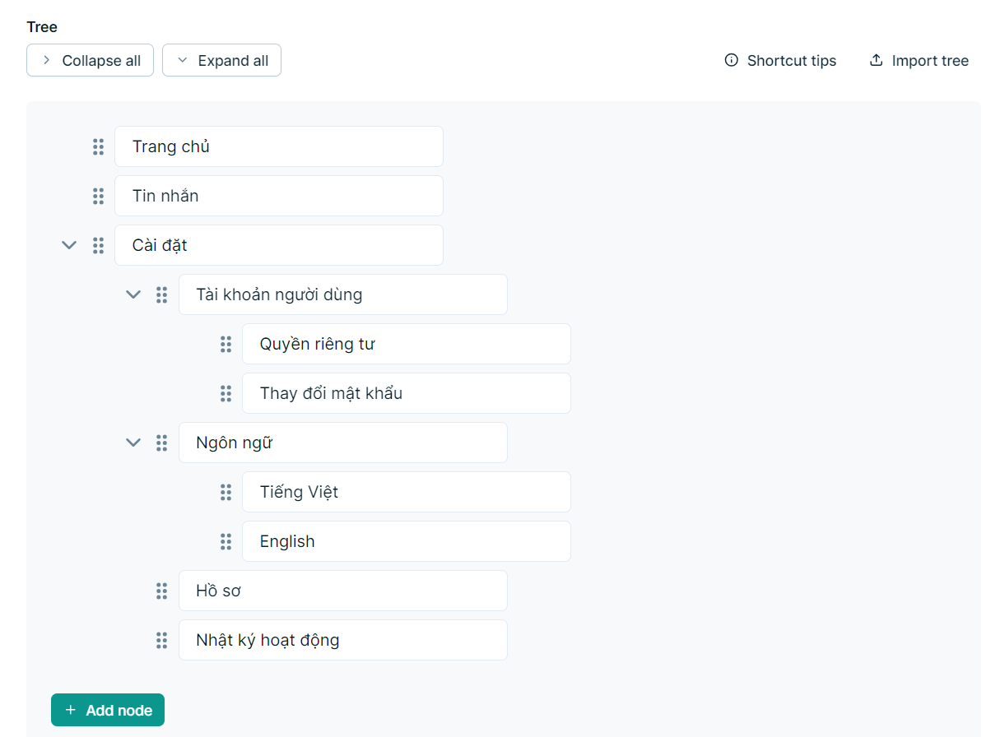 Tree
Collapse all Expand all Shortcut tips Import tree
Trang chủ
Tin nhắn
Cài đặt
Tài khoản người dùng
Quyền riêng tư
Thay đổi mật khẩu
Ngôn ngữ
Tiếng Việt
English
Hồ sơ
Nhật ký hoạt động
+ Add node